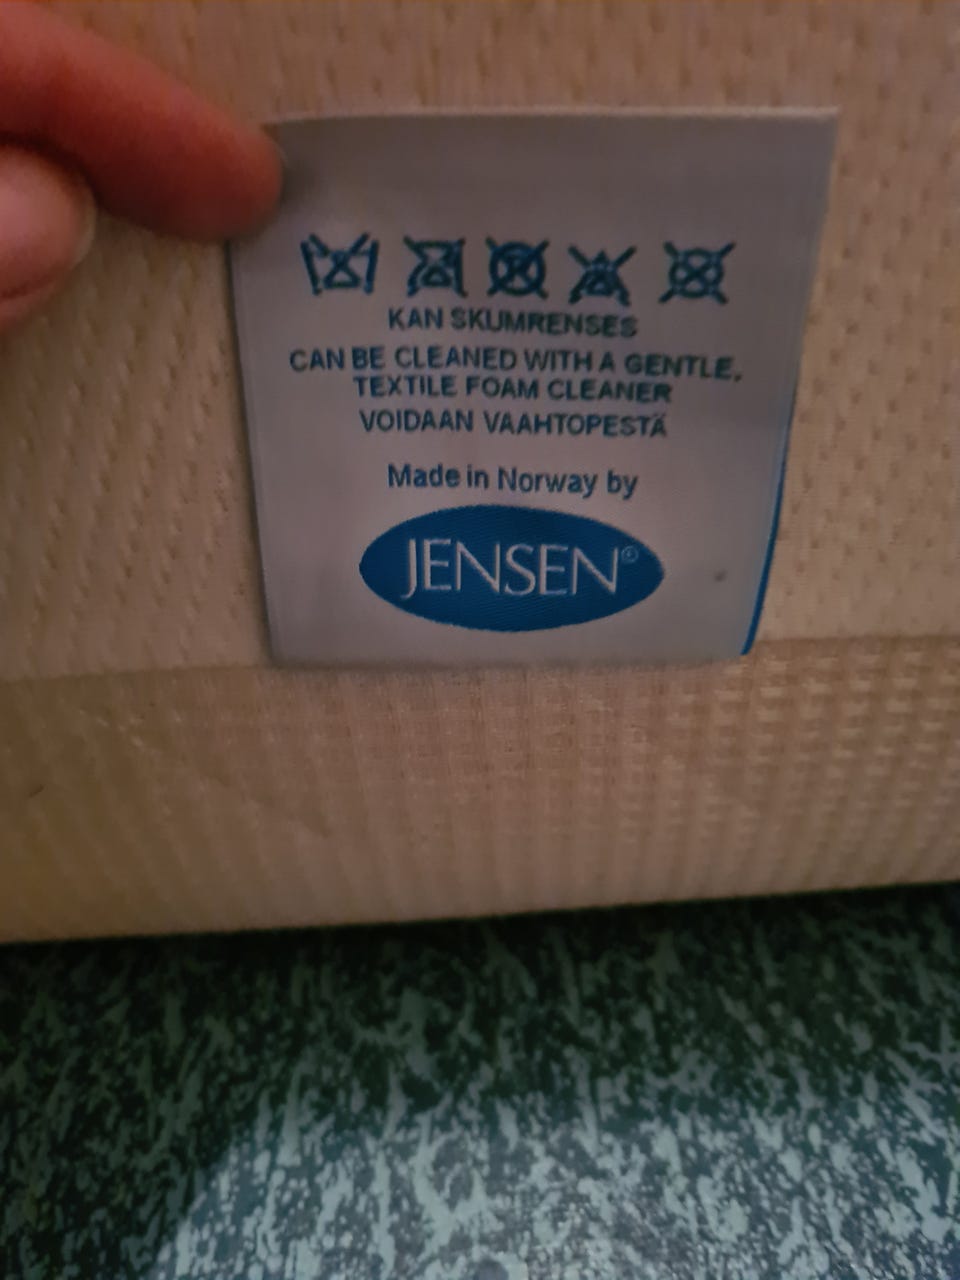 KAN SKUMRENSES
CAN BE CLEANED WITH A GENTLE,
TEXTILE FOAM CLEANER
VOIDAAN VAAHTOPESTÄ
Made in Norway by
JENSEN®